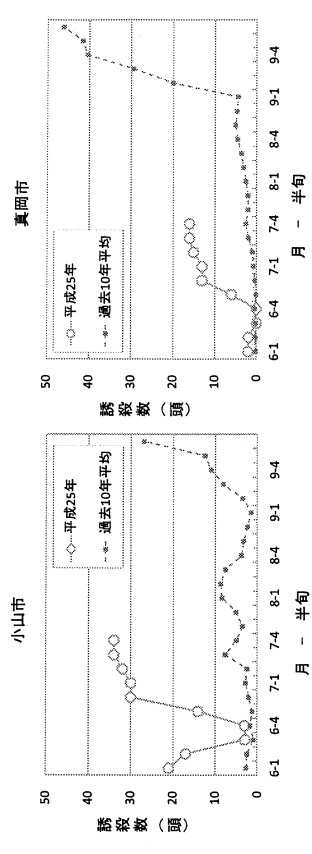 小山市
誘殺数（頭）
50
40
30
20
10
0
平成25年
過去10年平均
6-1
6-4
7-1
7-4
8-1
8-4
9-1
9-4
月 － 半旬
真岡市
誘殺数（頭）
50
40
30
20
10
0
平成25年
過去10年平均
6-1
6-4
7-1
7-4
8-1
8-4
9-1
9-4
月 － 半旬